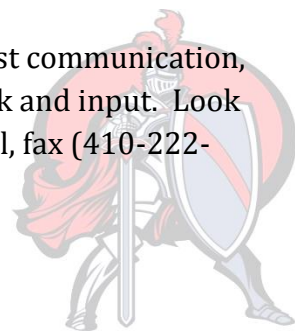 st communication,
k and input.  Look
l, fax (410-222-